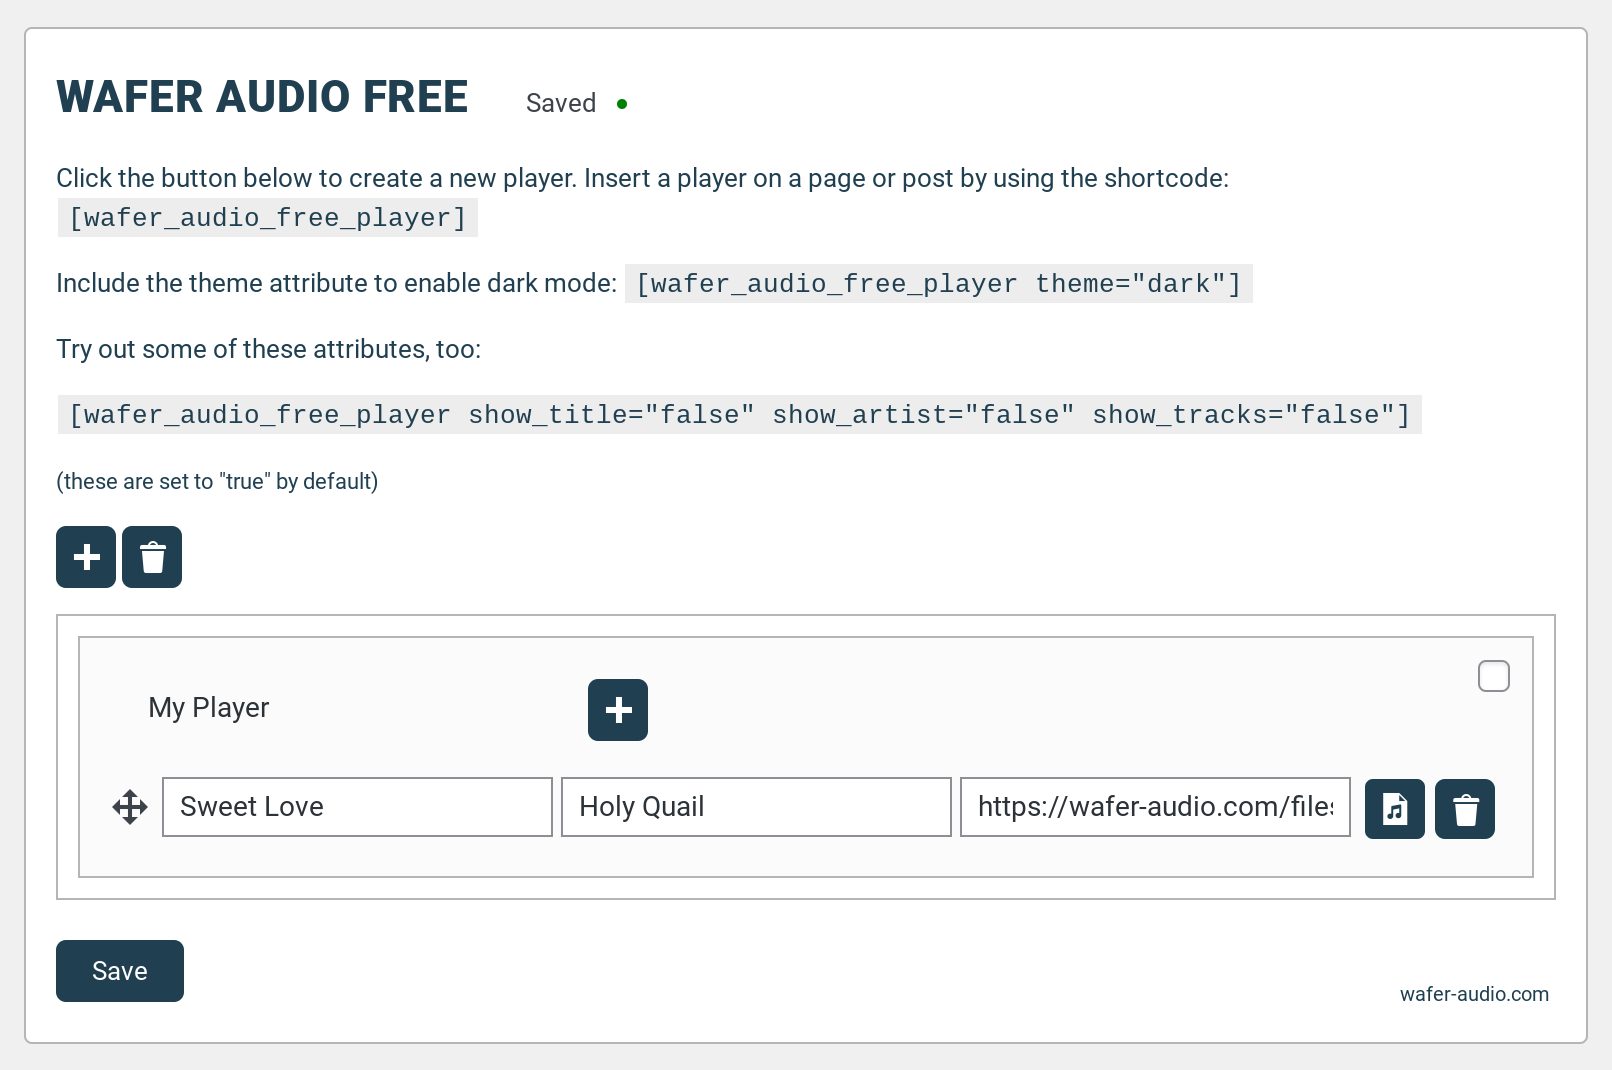 WAFER AUDIO FREE
Saved
Click the button below to create a new player. Insert a player on a page or post by using the shortcode:
[wafer_audio_free_player]
Include the theme attribute to enable dark mode: [wafer_audio_free_player theme="dark"]
Try out some of these attributes, too:
[wafer_audio_free_player show_title="false" show_artist="false" show_tracks="false"]
(these are set to "true" by default)
My Player
Sweet Love
Holy Quail
https://wafer-audio.com/files
Save
wafer-audio.com